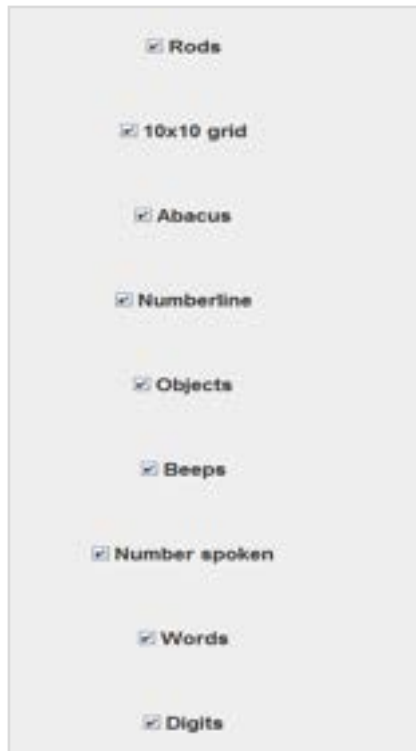 Rods
10x10 grid
Abacus
Numberline
Objects
Beeps
Number spoken
Words
Digits